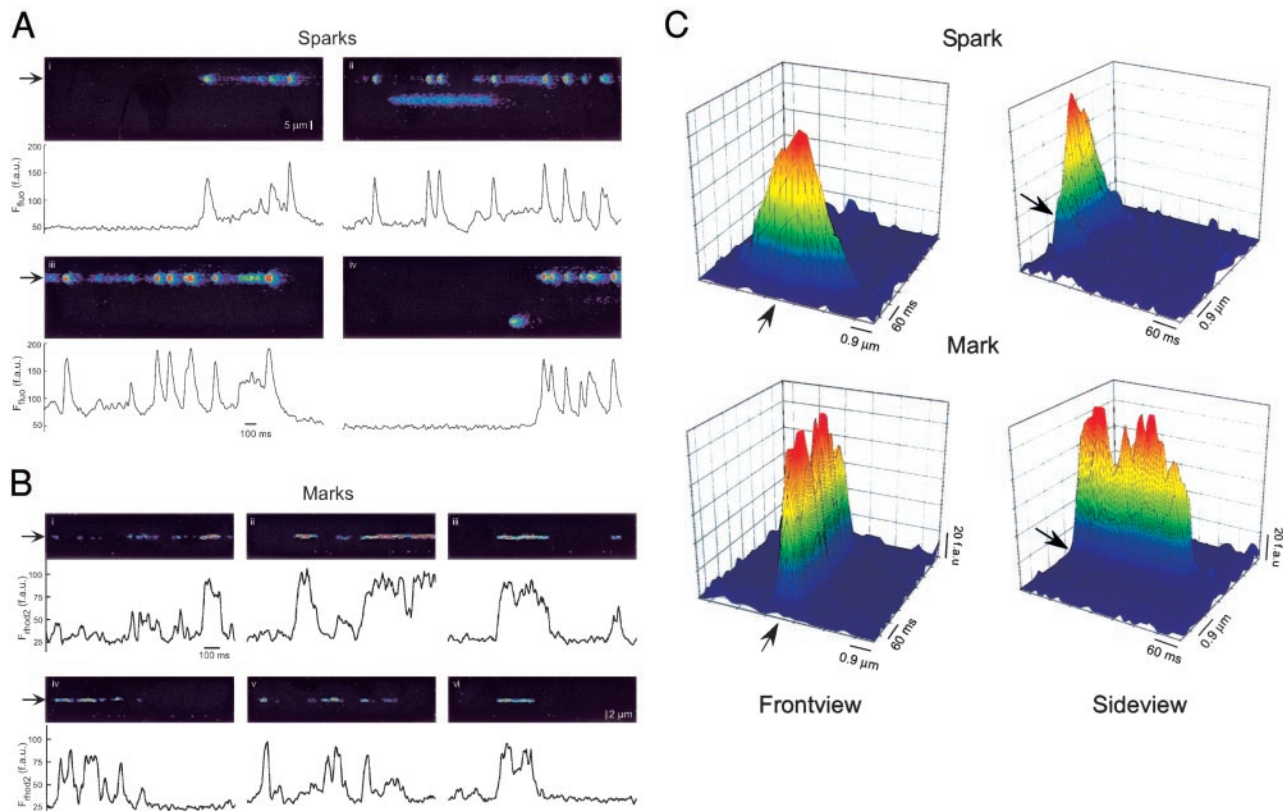 A
Sparks
i
ii
5 µm
200
150
100
50
F_fluo (f.a.u.)
iii
iv
200
150
100
50
F_fluo (f.a.u.)
100 ms
B
Marks
i
ii
iii
100
75
50
25
F_rhod2 (f.a.u.)
100 ms
iv
v
vi
2 µm
100
75
50
25
F_rhod2 (f.a.u.)
C
Spark
0.9 µm
60 ms
60 ms
0.6 µm
Mark
0.9 µm
60 ms
60 ms
0.6 µm
20 f.a.u
20 f.a.u
Frontview
Sideview